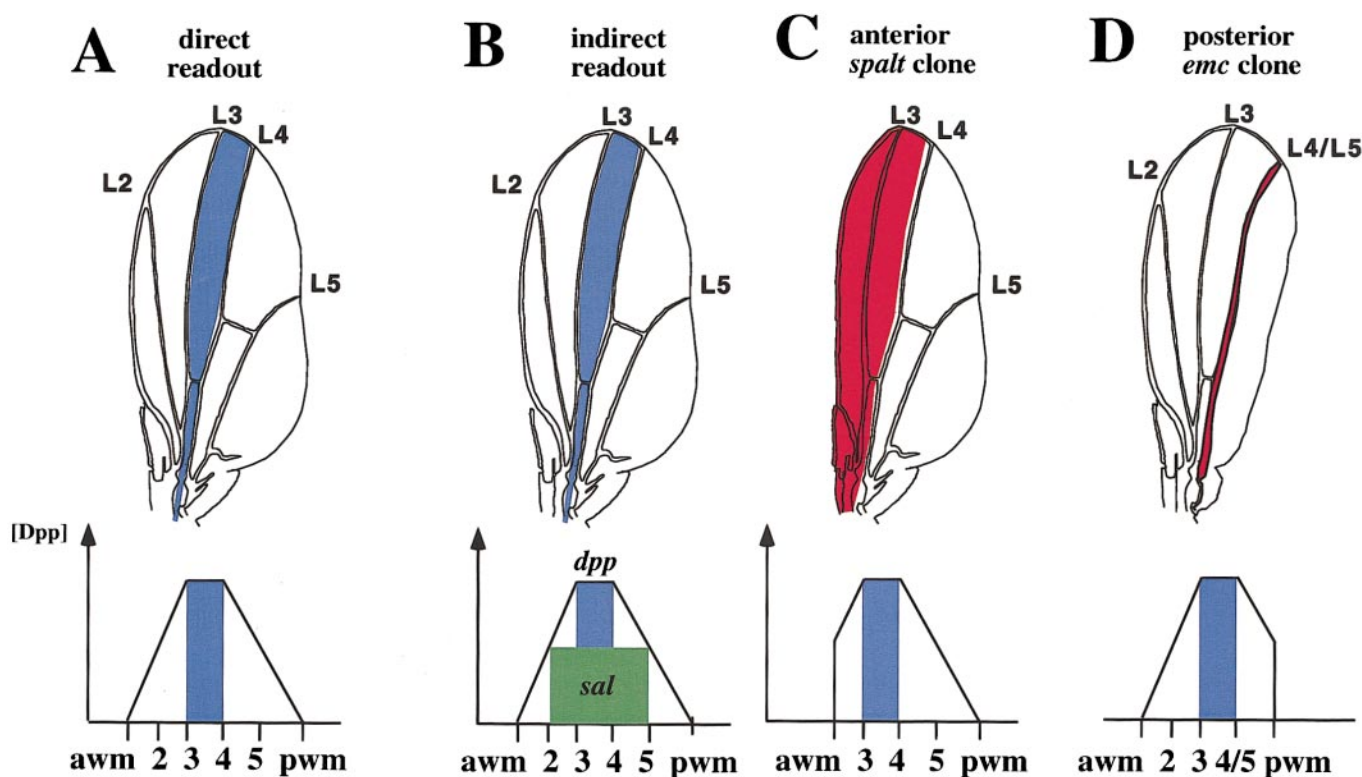 A
direct
readout
L2
L3
L4
L5
B
indirect
readout
L2
L3
L4
L5
C
anterior
spalt clone
L3
L4
L5
D
posterior
emc clone
L2
L3
L4/L5
[Dpp]
awm 2 3 4 5 pwm
dpp
sal
awm 2 3 4 5 pwm
awm 3 4 5 pwm
awm 2 3 4/5 pwm